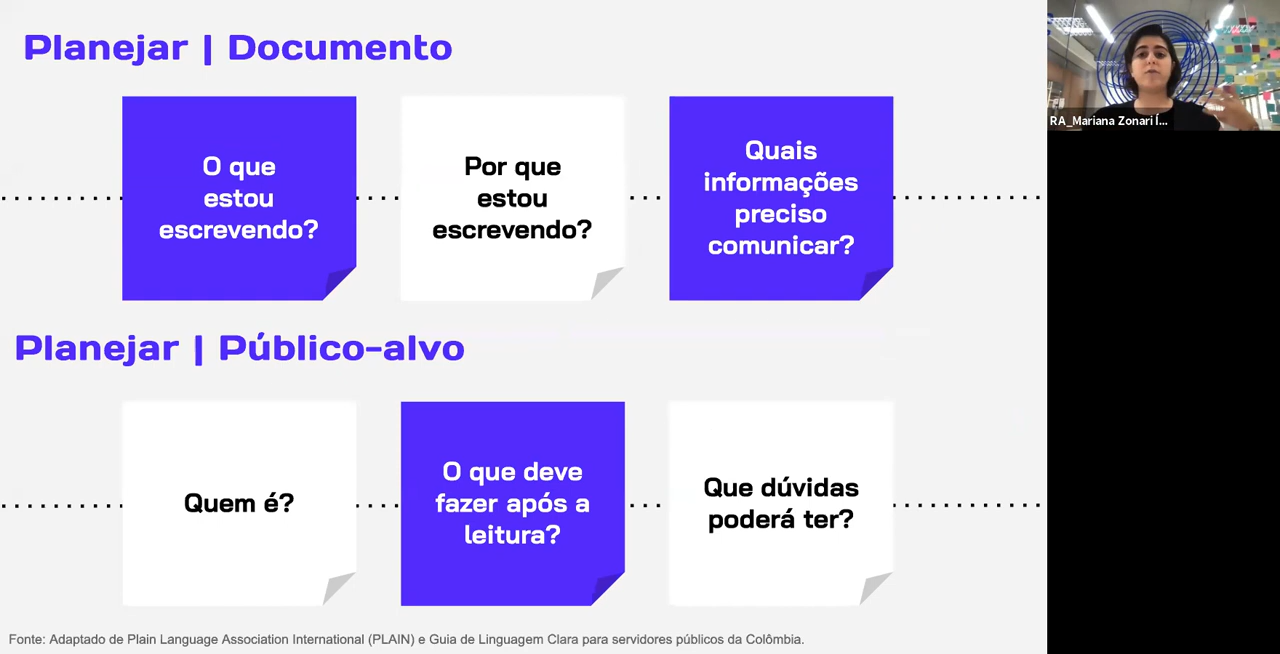 Planejar | Documento
O que
estou
escrevendo?
Por que
estou
escrevendo?
Quais
informações
preciso
comunicar?
Planejar | Público-alvo
Quem é?
O que deve
fazer após a
leitura?
Que dúvidas
poderá ter?
Fonte: Adaptado de Plain Language Association International (PLAIN) e Guia de Linguagem Clara para servidores públicos da Colômbia.
RA_Mariana Zonari Í...